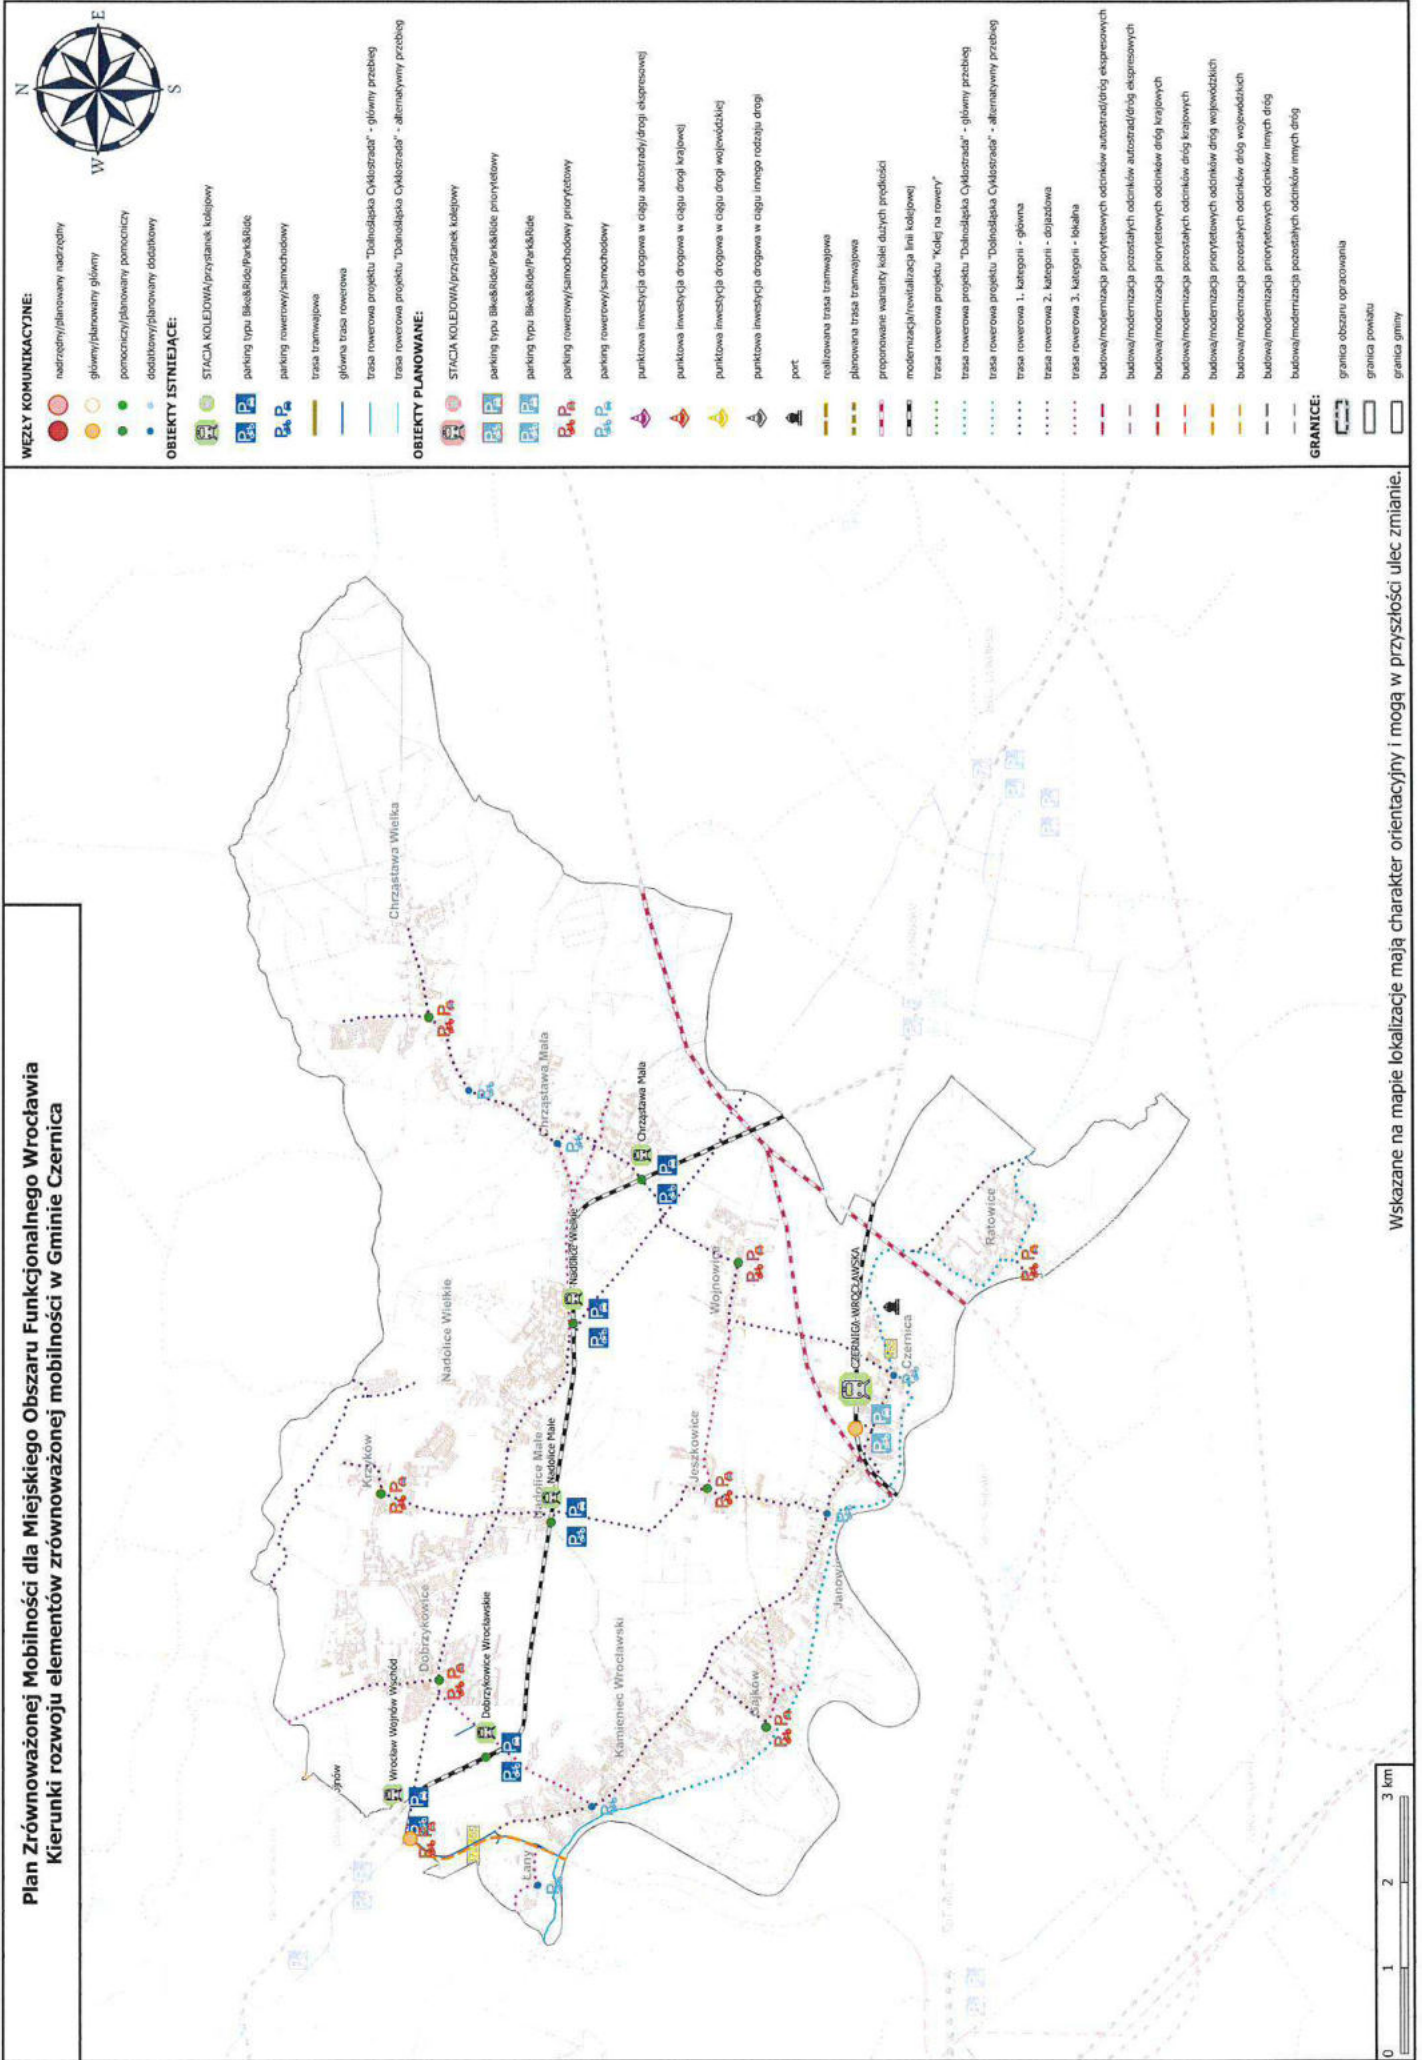 Plan Zrównoważonej Mobilności dla Miejskiego Obszaru Funkcjonalnego Wrocławia
Kierunki rozwoju elementów zrównoważonej mobilności w Gminie Czernica
N
E
S
W
WĘZŁY KOMUNIKACYJNE:
nadrzędny/planowany nadrzędny
główny/planowany główny
pomocniczy/planowany pomocniczy
dodatkowy/planowany dodatkowy
OBIEKTY ISTNIEJĄCE:
STACJA KOLEJOWA/przystanek kolejowy
parking typu Bike&Ride/Park&Ride
parking rowerowy/samochodowy
trasa tramwajowa
główna trasa rowerowa
trasa rowerowa projektu "Dolnośląska Cyklostrada" - główny przebieg
trasa rowerowa projektu "Dolnośląska Cyklostrada" - alternatywny przebieg
OBIEKTY PLANOWANE:
STACJA KOLEJOWA/przystanek kolejowy
parking typu Bike&Ride/Park&Ride priorytetowy
parking typu Bike&Ride/Park&Ride
parking rowerowy/samochodowy priorytetowy
parking rowerowy/samochodowy
punktowa inwestycja drogowa w ciągu autostrady/drogi ekspresowej
punktowa inwestycja drogowa w ciągu drogi krajowej
punktowa inwestycja drogowa w ciągu drogi wojewódzkiej
punktowa inwestycja drogowa w ciągu innego rodzaju drogi
port
realizowana trasa tramwajowa
planowana trasa tramwajowa
proponowane warianty kolei dużych prędkości
modernizacja/rewitalizacja linii kolejowej
trasa rowerowa projektu "Kolej na rowery"
trasa rowerowa projektu "Dolnośląska Cyklostrada" - główny przebieg
trasa rowerowa projektu "Dolnośląska Cyklostrada" - alternatywny przebieg
trasa rowerowa 1. kategorii - główna
trasa rowerowa 2. kategorii - dojazdowa
trasa rowerowa 3. kategorii - lokalna
budowa/modernizacja priorytetowych odcinków autostrad/dróg ekspresowych
budowa/modernizacja pozostałych odcinków autostrad/dróg ekspresowych
budowa/modernizacja priorytetowych odcinków dróg krajowych
budowa/modernizacja pozostałych odcinków dróg krajowych
budowa/modernizacja priorytetowych odcinków dróg wojewódzkich
budowa/modernizacja pozostałych odcinków dróg wojewódzkich
budowa/modernizacja priorytetowych odcinków innych dróg
budowa/modernizacja pozostałych odcinków innych dróg
GRANICE:
granica obszaru opracowania
granica powiatu
granica gminy
Chrząstawa Wielka
Chrząstawa Mała
Chrząstawa Mała
Nadolice Wielkie
Nadolice Wielkie
Krzyków
Nadolice Małe
Nadolice Małe
Dobrzykowice
Dobrzykowice Wrocławskie
Wrocław Wojnów Wschód
Łany
Kamieniec Wrocławski
Gajków
Jeszkowice
Wojnowice
CZERNICA WROCŁAWSKA
Czernica
Ratowice
0 1 2 3 km
Wskazane na mapie lokalizacje mają charakter orientacyjny i mogą w przyszłości ulec zmianie.